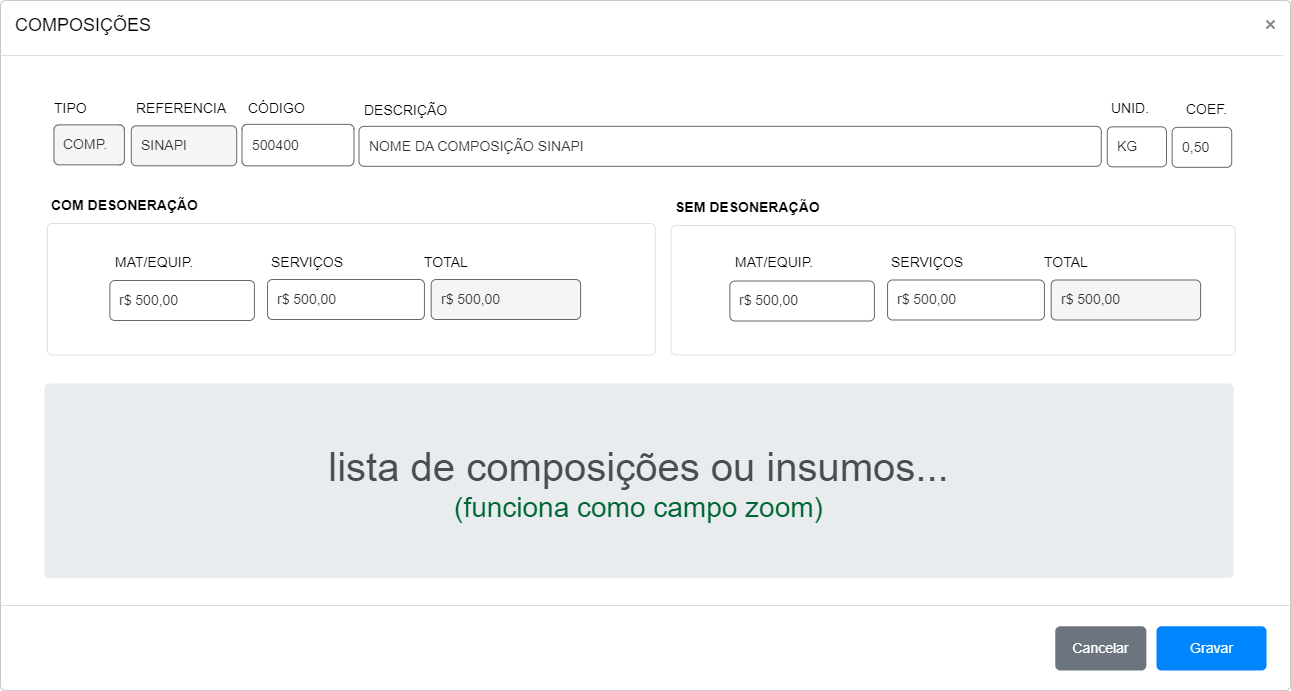 COMPOSIÇÕES ×
TIPO REFERENCIA CÓDIGO DESCRIÇÃO UNID. COEF.
COMP. SINAPI 500400 NOME DA COMPOSIÇÃO SINAPI KG 0,50
COM DESONERAÇÃO SEM DESONERAÇÃO
MAT/EQUIP. SERVIÇOS TOTAL MAT/EQUIP. SERVIÇOS TOTAL
r$ 500,00 r$ 500,00 r$ 500,00 r$ 500,00 r$ 500,00 r$ 500,00
lista de composições ou insumos...
(funciona como campo zoom)
Cancelar Gravar